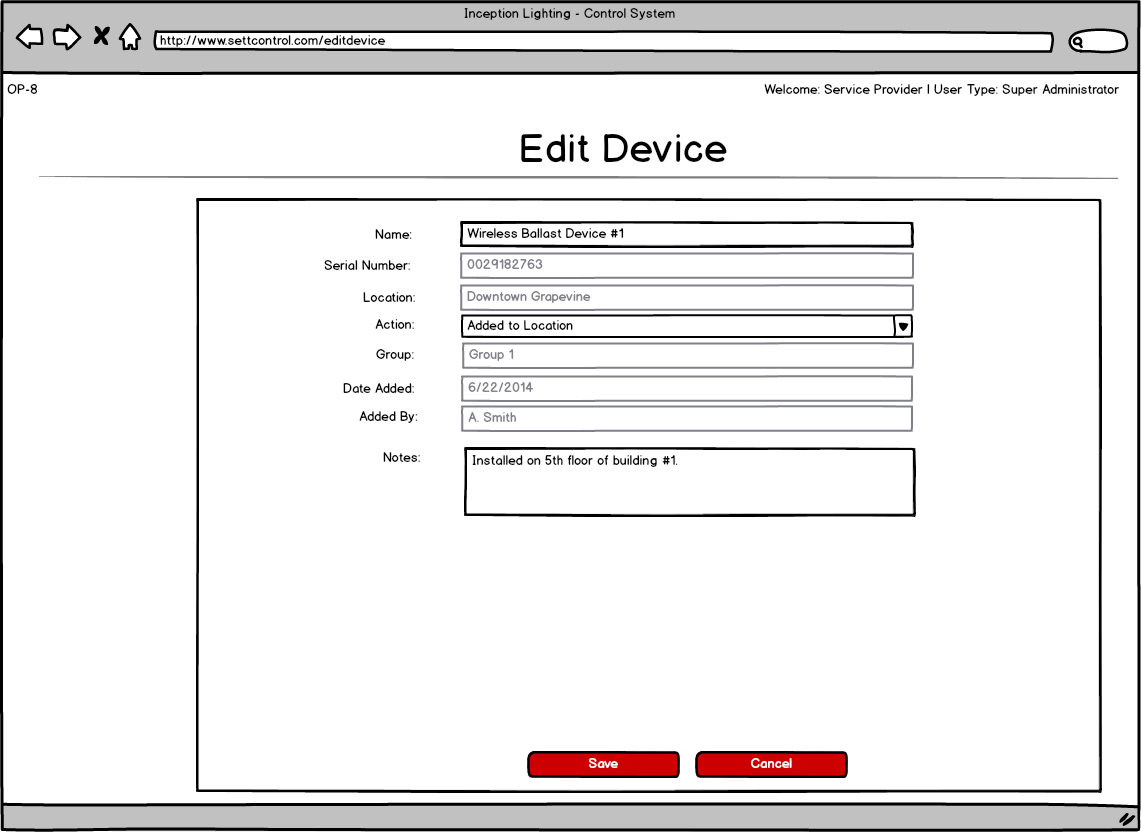 Inception Lighting - Control System
http://www.settcontrol.com/editdevice
OP-8
Welcome: Service Provider | User Type: Super Administrator
Edit Device
Name: Wireless Ballast Device #1
Serial Number: 0029182763
Location: Downtown Grapevine
Action: Added to Location
Group: Group 1
Date Added: 6/22/2014
Added By: A. Smith
Notes: Installed on 5th floor of building #1.
Save Cancel